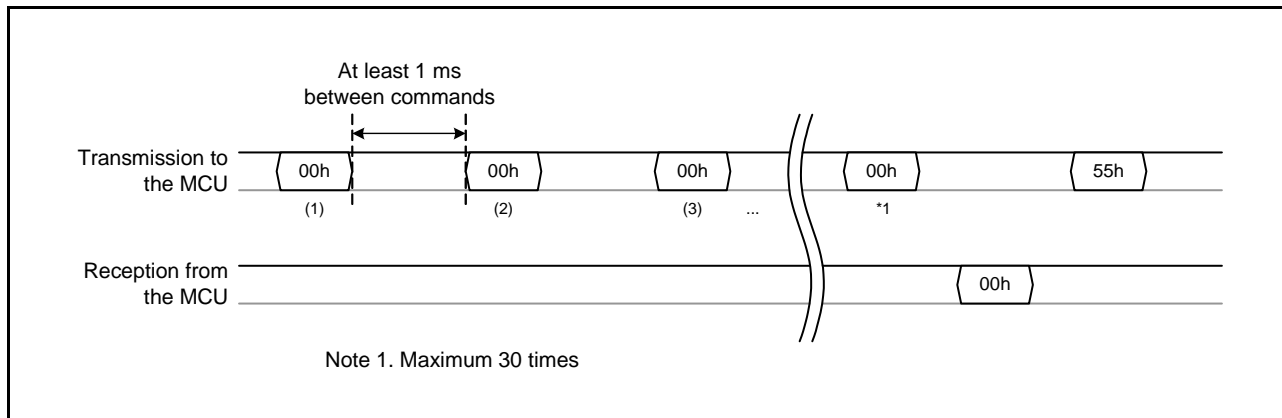 At least 1 ms
between commands
Transmission to
the MCU
00h
00h
00h
00h
55h
(1)
(2)
(3)
...
*1
Reception from
the MCU
00h
Note 1. Maximum 30 times